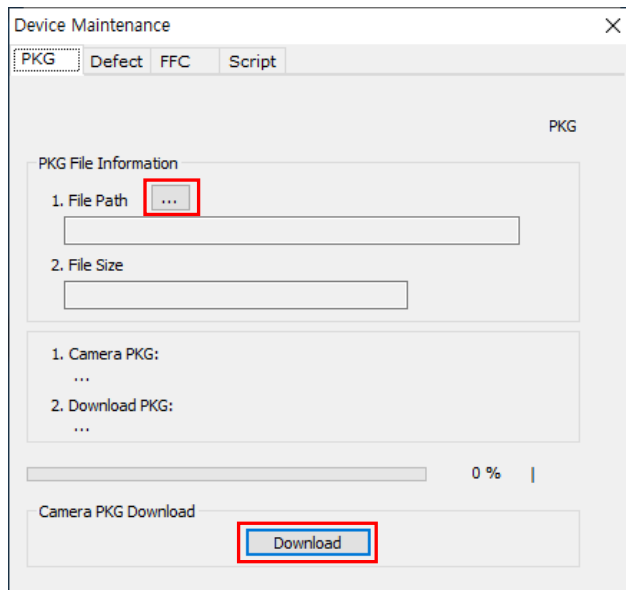 Device Maintenance
PKG Defect FFC Script
PKG
PKG File Information
1. File Path ...
2. File Size
1. Camera PKG:
...
2. Download PKG:
...
0 % |
Camera PKG Download
Download